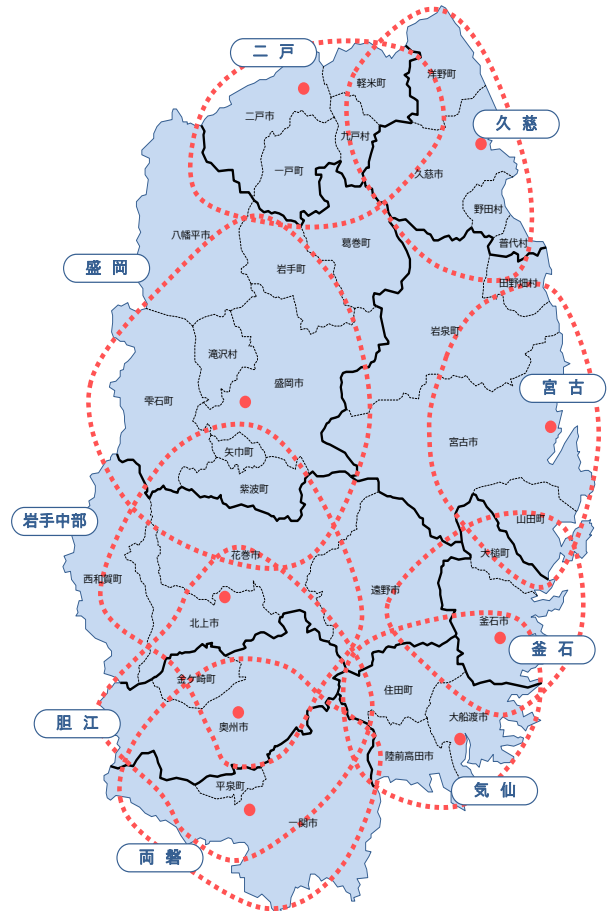 二戸
軽米町
洋野町
二戸市
久慈
九戸村
一戸町
久慈市
野田村
八幡平市
葛巻町
普代村
盛岡
岩手町
田野畑村
岩泉町
滝沢村
盛岡市
宮古
雫石町
宮古市
矢巾町
紫波町
岩手中部
山田町
花巻市
大槌町
西和賀町
遠野市
北上市
釜石市
釜石
金ケ崎町
住田町
胆江
奥州市
大船渡市
陸前高田市
平泉町
気仙
一関市
両磐